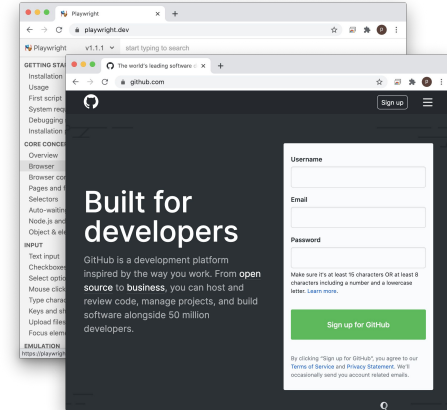 Playwright
playwright.dev
Playwright
v1.1.1
start typing to search
GETTING STA
Installation
Usage
First script
System requ
Debugging
Installation
CORE CONCE
Overview
Browser
Browser con
Pages and f
Selectors
Auto-waitin
Node.js and
Object & ele
INPUT
Text input
Checkboxes
Select optio
Mouse click
Type charac
Keys and sh
Upload files
Focus elem
EMULATION
https://playwrigh
The world's leading software
github.com
Sign up
Built for
developers
GitHub is a development platform
inspired by the way you work. From open
source to business, you can host and
review code, manage projects, and build
software alongside 50 million
developers.
Username
Email
Password
Make sure it's at least 15 characters OR at least 8
characters including a number and a lowercase
letter. Learn more.
Sign up for GitHub
By clicking "Sign up for GitHub", you agree to our
Terms of Service and Privacy Statement. We'll
occasionally send you account related emails.